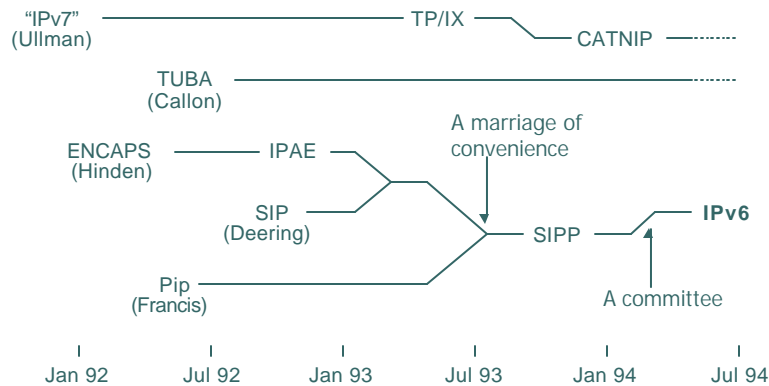 “IPv7”
(Ullman)
TP/IX
CATNIP
TUBA
(Callon)
A marriage of
convenience
ENCAPS
(Hinden)
IPAE
SIP
(Deering)
SIPP
IPv6
Pip
(Francis)
A committee
Jan 92
Jul 92
Jan 93
Jul 93
Jan 94
Jul 94